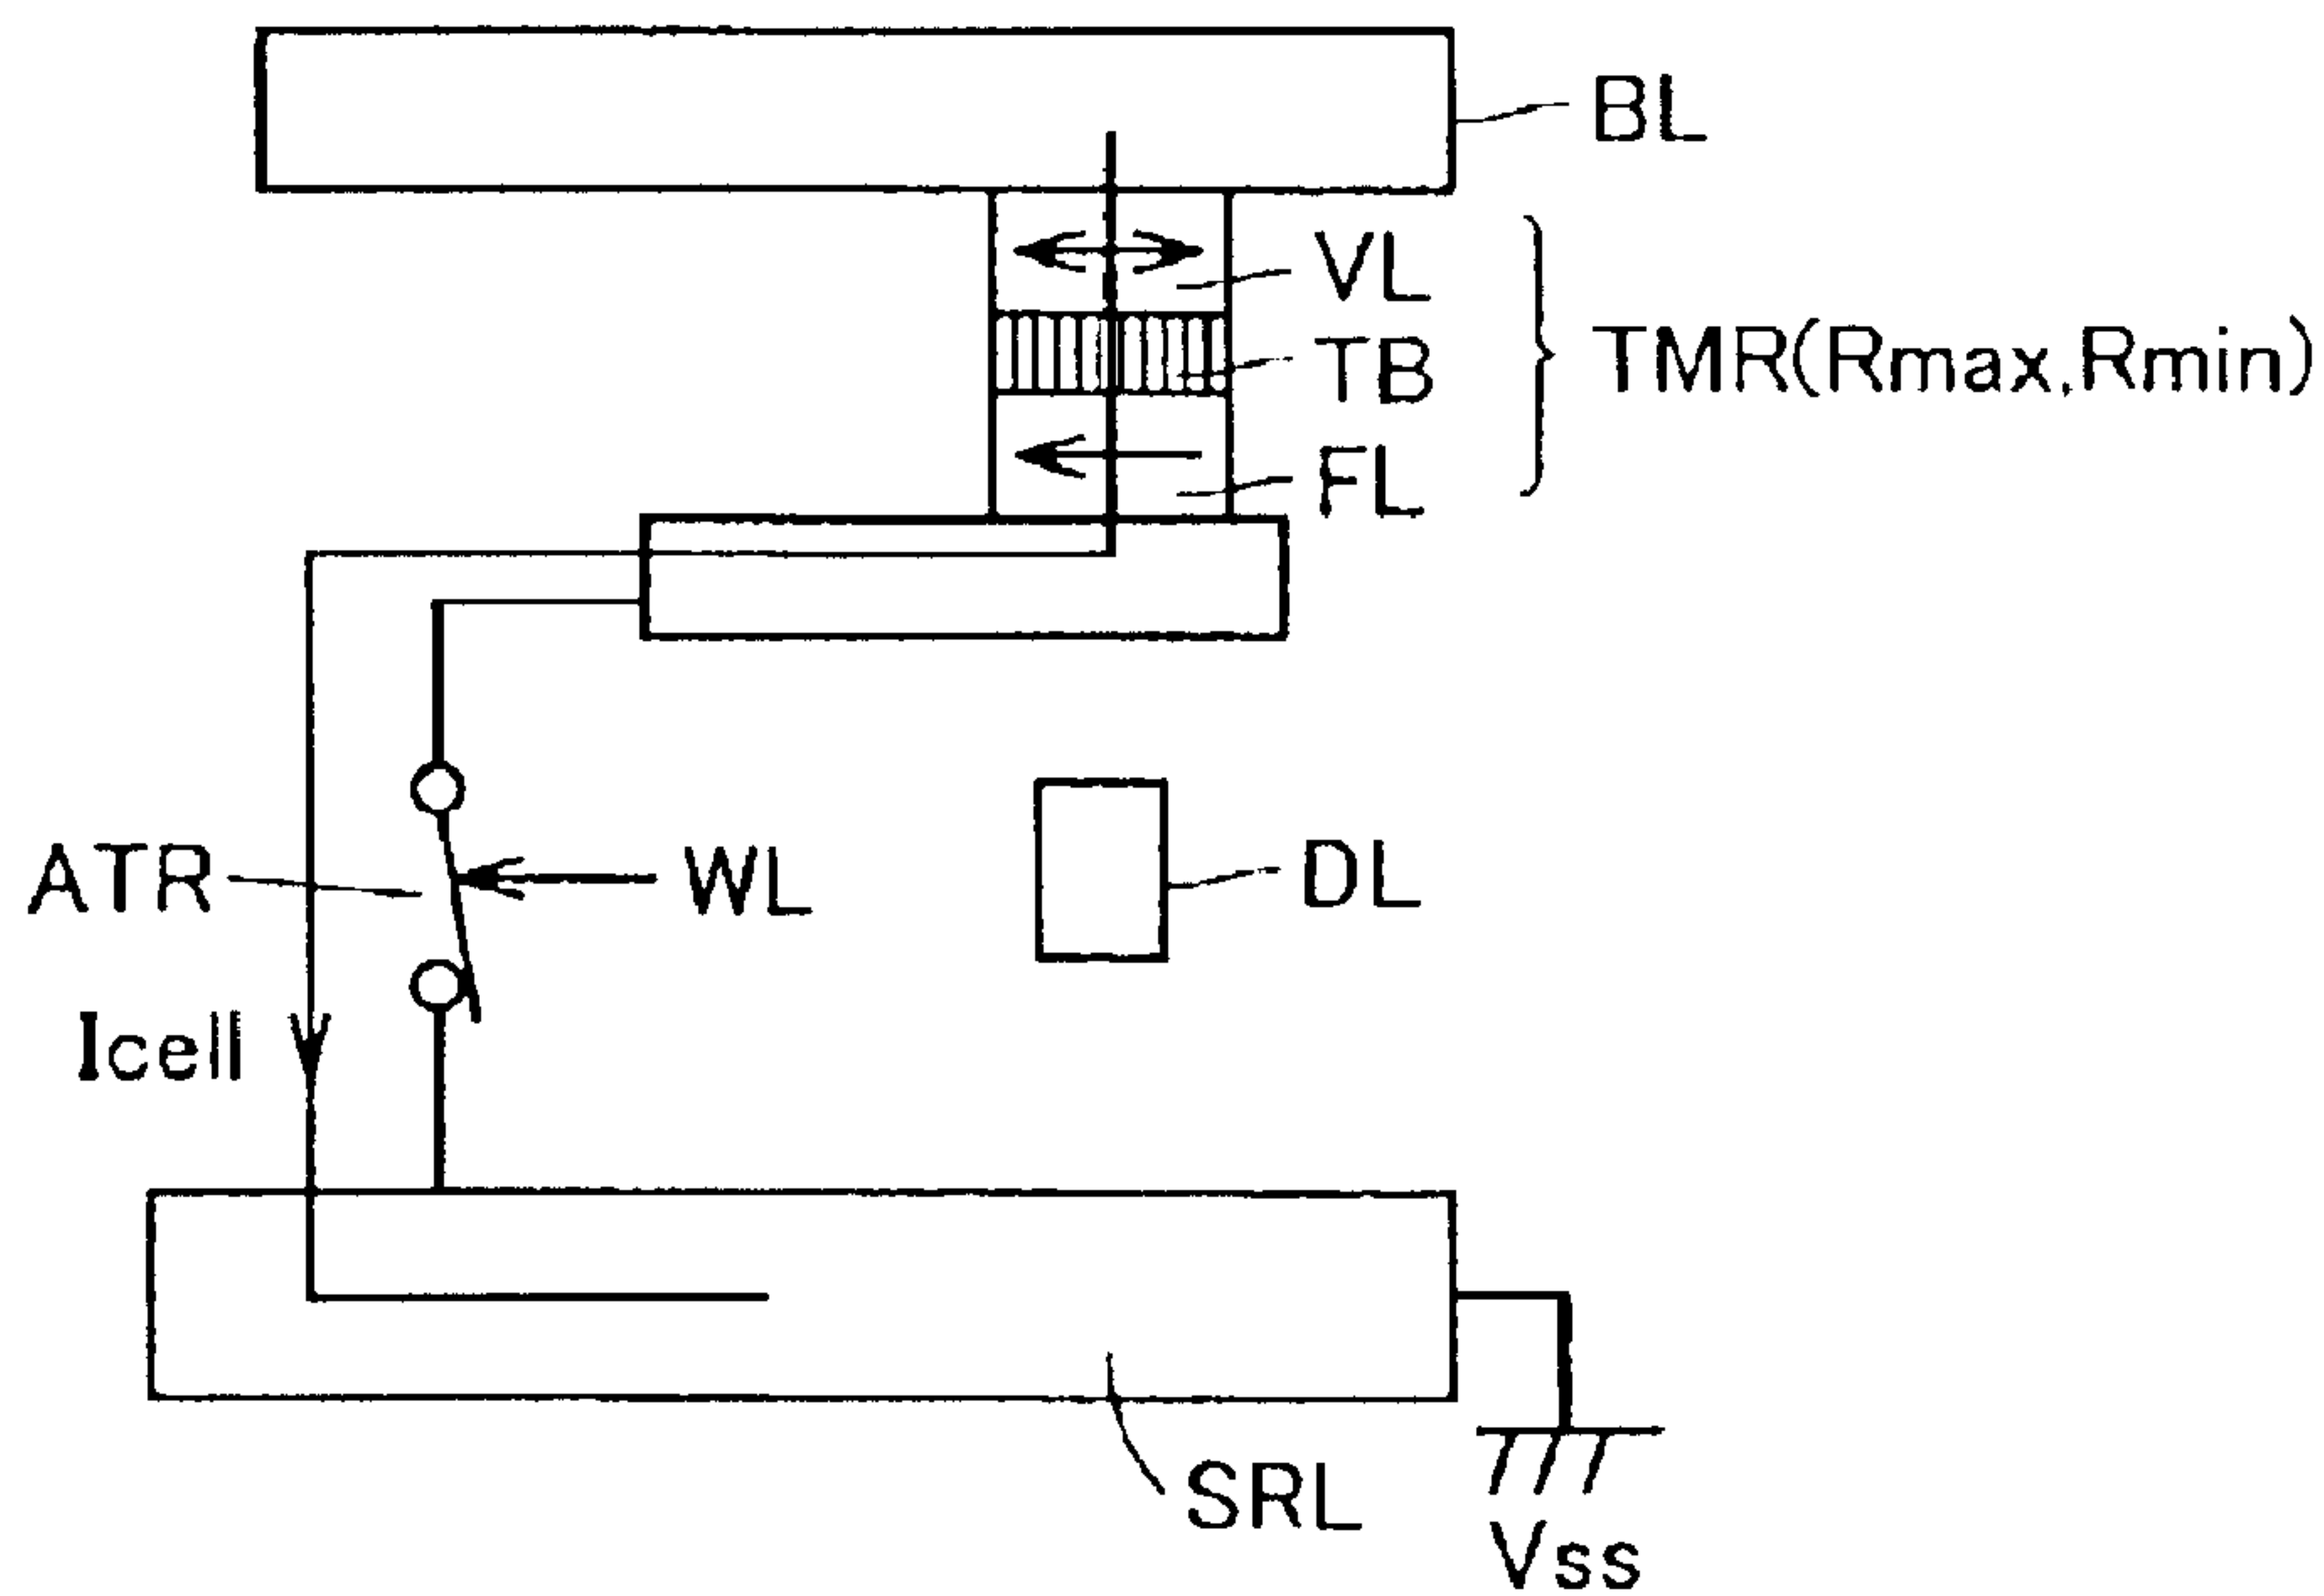 BL
VL
TB
TMR(Rmax,Rmin)
FL
ATR
WL
DL
Icell
SRL
Vss